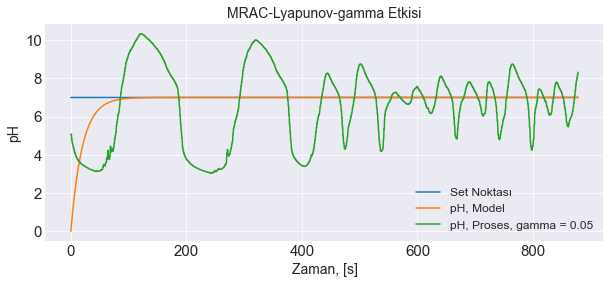 MRAC-Lyapunov-gamma Etkisi
pH
10
8
6
4
2
0
0 200 400 600 800
Zaman, [s]
Set Noktası
pH, Model
pH, Proses, gamma = 0.05